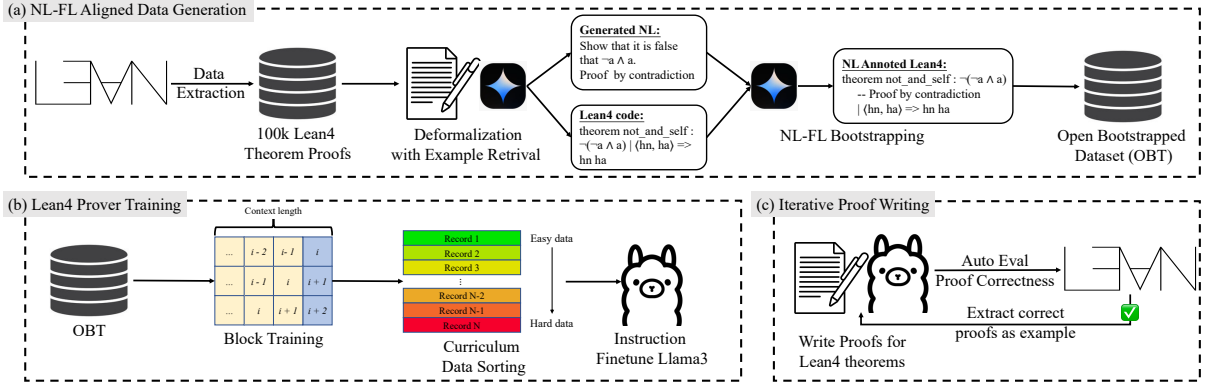 (a) NL-FL Aligned Data Generation
LEAN
Data
Extraction
100k Lean4
Theorem Proofs
Deformalization
with Example Retrival
Generated NL:
Show that it is false
that ¬a ∧ a.
Proof by contradiction
Lean4 code:
theorem not_and_self :
¬(¬a ∧ a) | ⟨hn, ha⟩ =>
hn ha
NL-FL Bootstrapping
NL Annoted Lean4:
theorem not_and_self : ¬(¬a ∧ a)
-- Proof by contradiction
| ⟨hn, ha⟩ => hn ha
Open Bootstrapped
Dataset (OBT)
(b) Lean4 Prover Training
OBT
Context length
... i - 2 i- 1 i
... i - 1 i i + 1
... i i + 1 i + 2
Block Training
Record 1
Record 2
Record 3
⋮
Record N-2
Record N-1
Record N
Easy data
Hard data
Curriculum
Data Sorting
Instruction
Finetune Llama3
(c) Iterative Proof Writing
Write Proofs for
Lean4 theorems
Auto Eval
Proof Correctness
LEAN
Extract correct
proofs as example